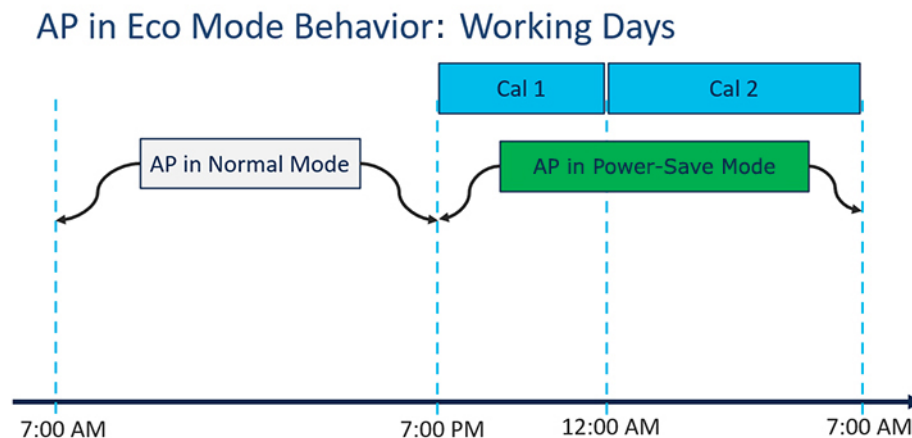 AP in Eco Mode Behavior: Working Days
Cal 1
Cal 2
AP in Normal Mode
AP in Power-Save Mode
7:00 AM
7:00 PM
12:00 AM
7:00 AM